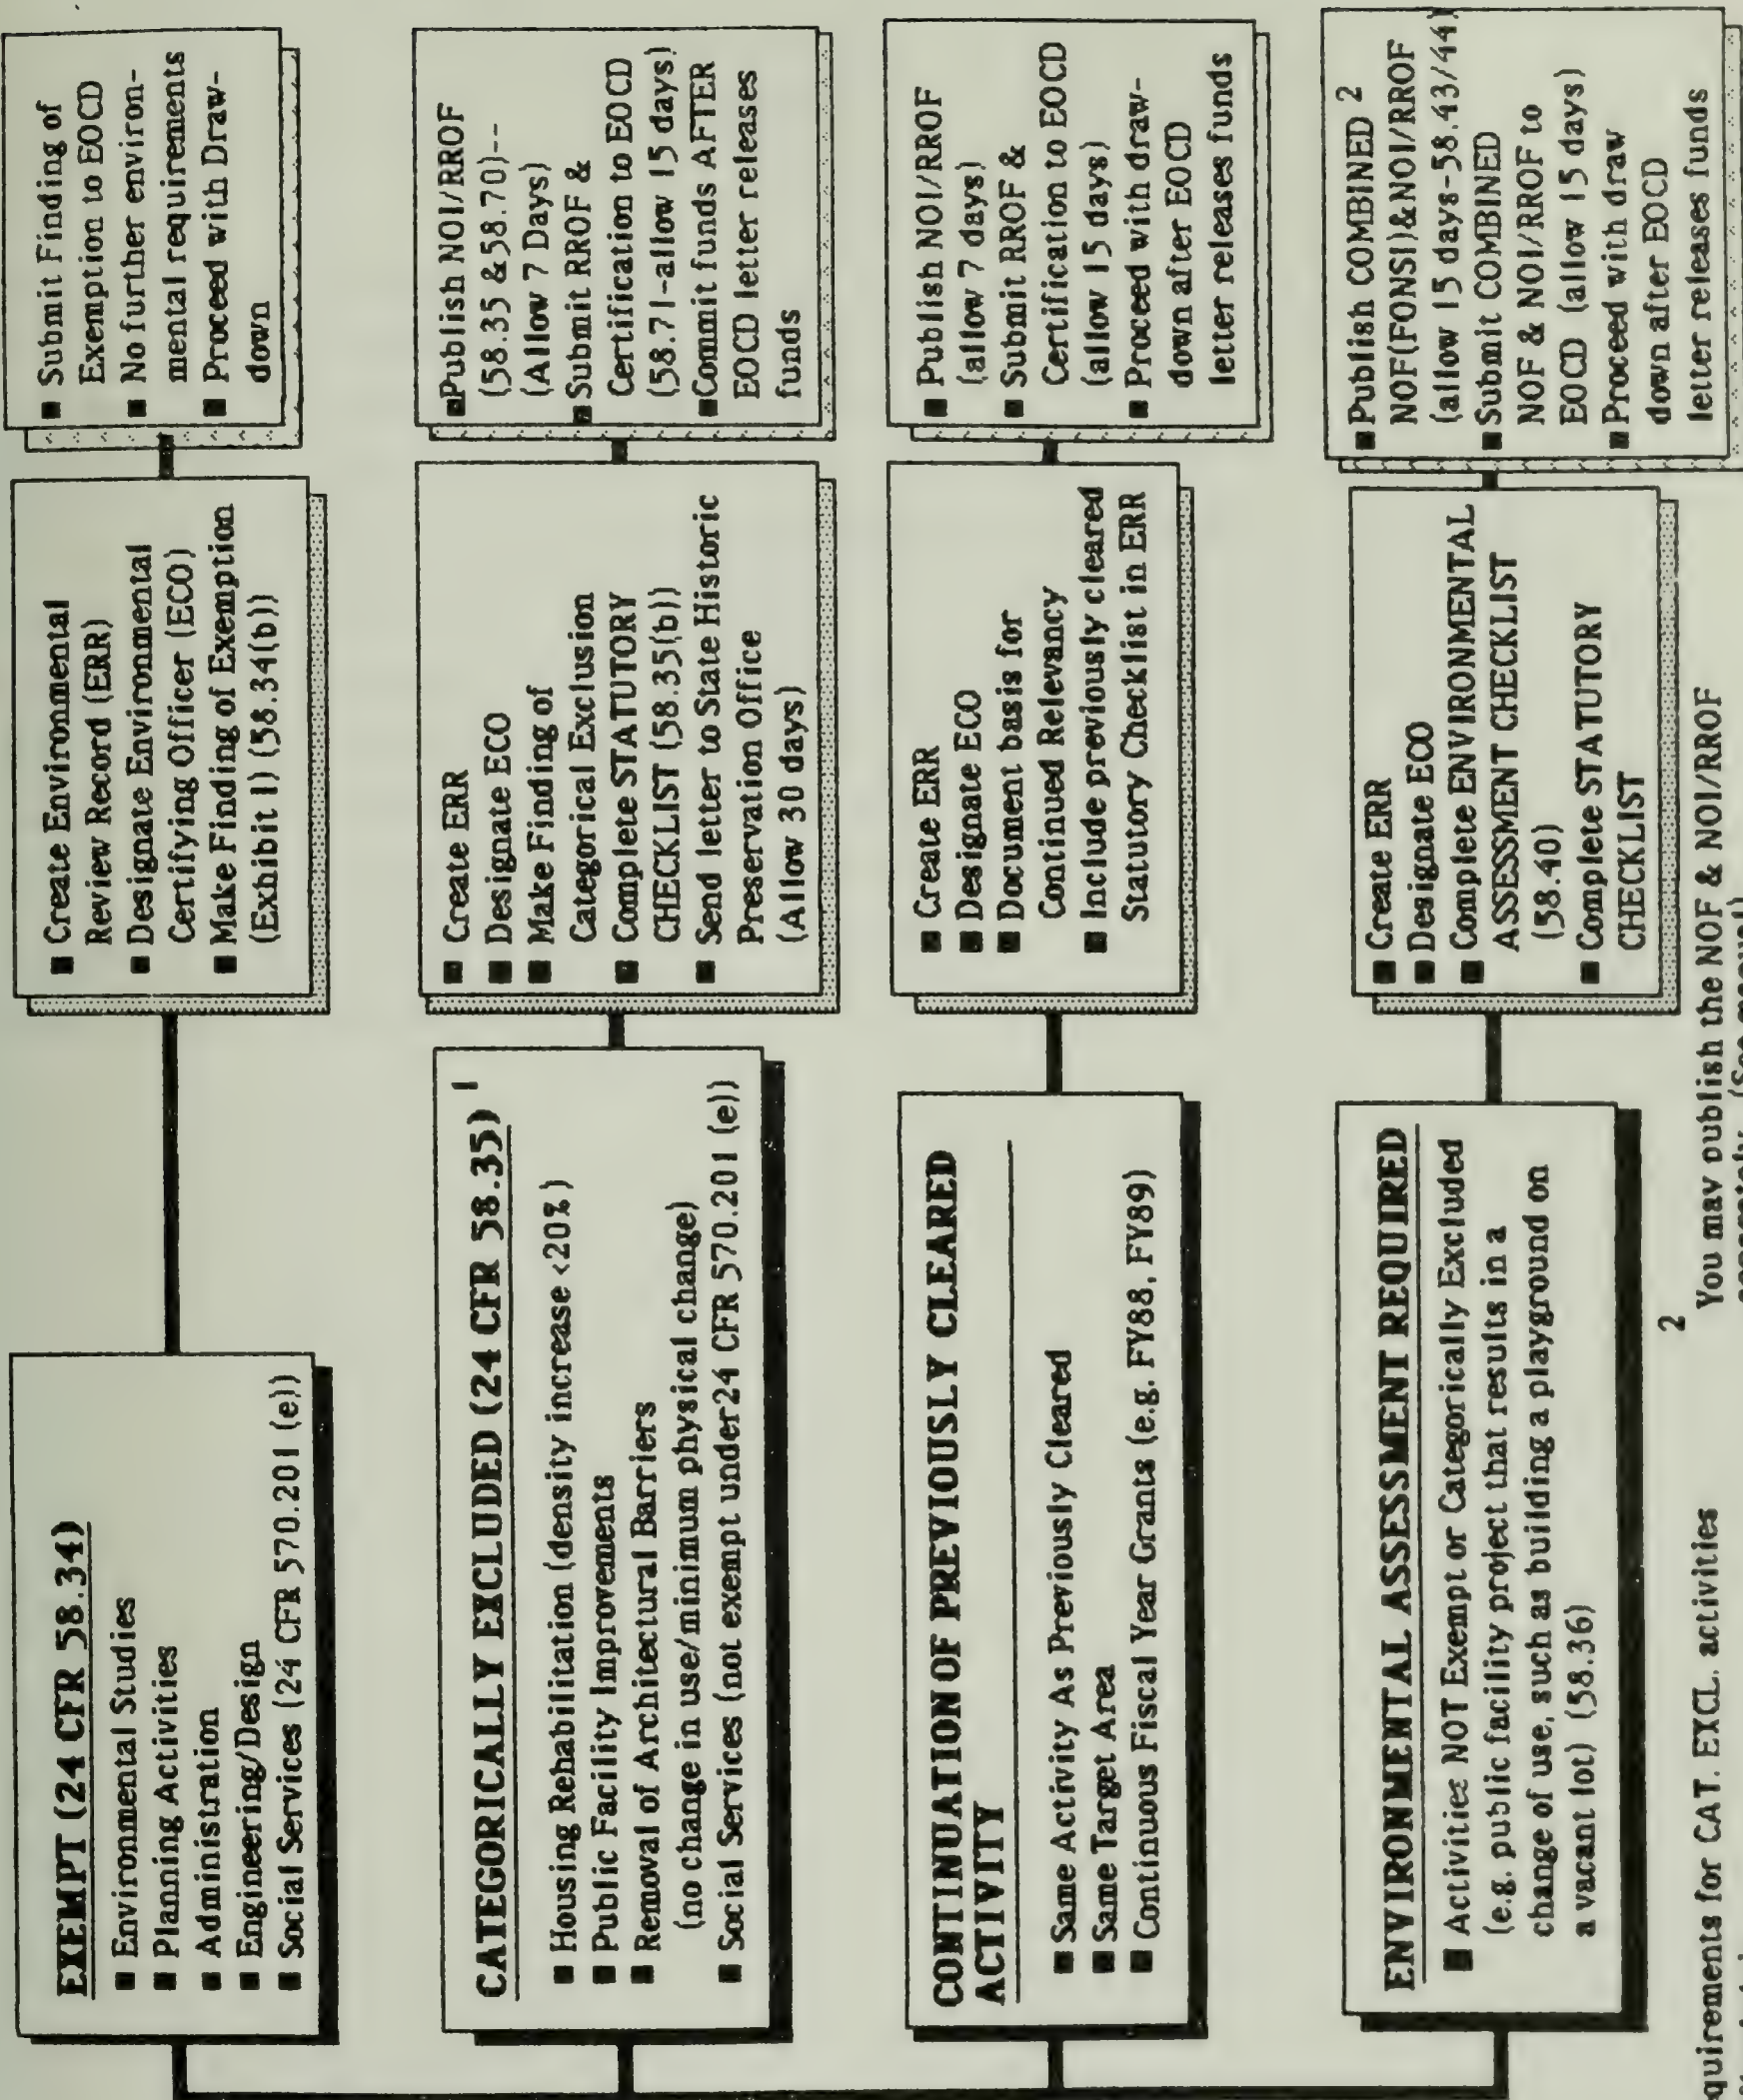 EXEMPT (24 CFR 58.34)
■ Environmental Studies
■ Planning Activities
■ Administration
■ Engineering/Design
■ Social Services (24 CFR 570.201 (e))
■ Create Environmental
Review Record (ERR)
■ Designate Environmental
Certifying Officer (ECO)
■ Make Finding of Exemption
(Exhibit I) (58.34(b))
■ Submit Finding of
Exemption to EOCD
■ No further environ-
mental requirements
■ Proceed with Draw-
down
CATEGORICALLY EXCLUDED (24 CFR 58.35) 1
■ Housing Rehabilitation (density increase <20%)
■ Public Facility Improvements
■ Removal of Architectural Barriers
(no change in use/minimum physical change)
■ Social Services (not exempt under24 CFR 570.201 (e))
■ Create ERR
■ Designate ECO
■ Make Finding of
Categorical Exclusion
■ Complete STATUTORY
CHECKLIST (58.35(b))
■ Send letter to State Historic
Preservation Office
(Allow 30 days)
■Publish NOI/RROF
(58.35 &58.70)--
(Allow 7 Days)
■Submit RROF &
Certification to EOCD
(58.71-allow 15 days)
■Commit funds AFTER
EOCD letter releases
funds
CONTINUATION OF PREVIOUSLY CLEARED
ACTIVITY
■ Same Activity As Previously Cleared
■ Same Target Area
■ Continuous Fiscal Year Grants (e.g. FY88, FY89)
■ Create ERR
■ Designate ECO
■ Document basis for
Continued Relevancy
■ Include previously cleared
Statutory Checklist in ERR
■ Publish NOI/RROF
(allow 7 days)
■ Submit RROF &
Certification to EOCD
(allow 15 days)
■ Proceed with draw-
down after EOCD
letter releases funds
ENVIRONMENTAL ASSESSMENT REQUIRED
■ Activities NOT Exempt or Categorically Excluded
(e.g. public facility project that results in a
change of use, such as building a playground on
a vacant lot) (58.36)
■ Create ERR
■ Designate ECO
■ Complete ENVIRONMENTAL
ASSESSMENT CHECKLIST
(58.40)
■ Complete STATUTORY
CHECKLIST
■Publish COMBINED 2
NOF(FONSI)&NOI/RROF
(allow 15 days-58.43/44)
■Submit COMBINED
NOF & NOI/RROF to
EOCD (allow 15 days)
■Proceed with draw
down after EOCD
letter releases funds
quirements for CAT. EXCL. activities
2
You may publish the NOF & NOI/RROF